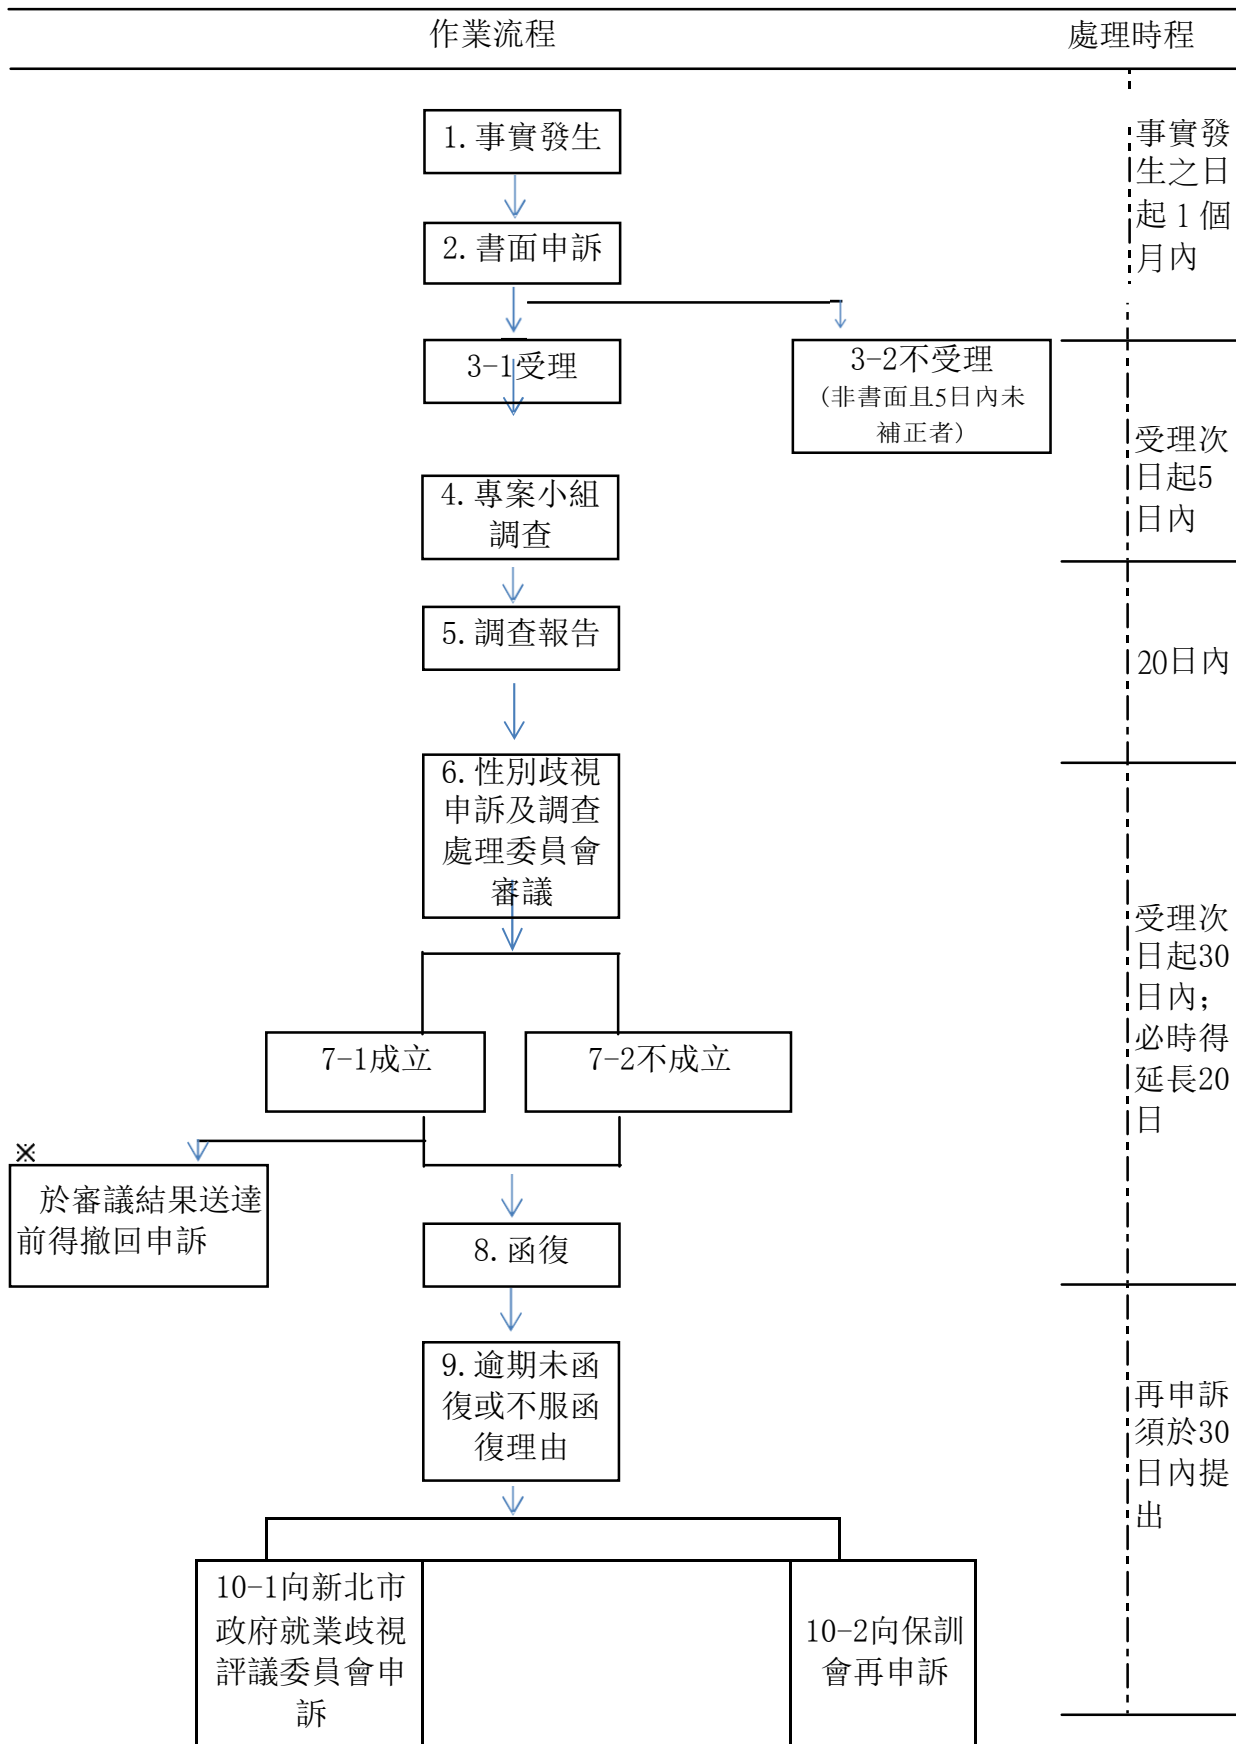 作業流程
處理時程
1.事實發生
事實發
生之日
起 1 個
月內
2.書面申訴
3-1受理
3-2不受理
(非書面且5日內未
補正者)
受理次
日起5
日內
4.專案小組
調查
5.調查報告
20日內
6.性別歧視
申訴及調查
處理委員會
審議
受理次
日起30
日內;
必時得
延長20
日
7-1成立
7-2不成立
※
於審議結果送達
前得撤回申訴
8.函復
9.逾期未函
復或不服函
復理由
再申訴
須於30
日內提
出
10-1向新北市
政府就業歧視
評議委員會申
訴
10-2向保訓
會再申訴